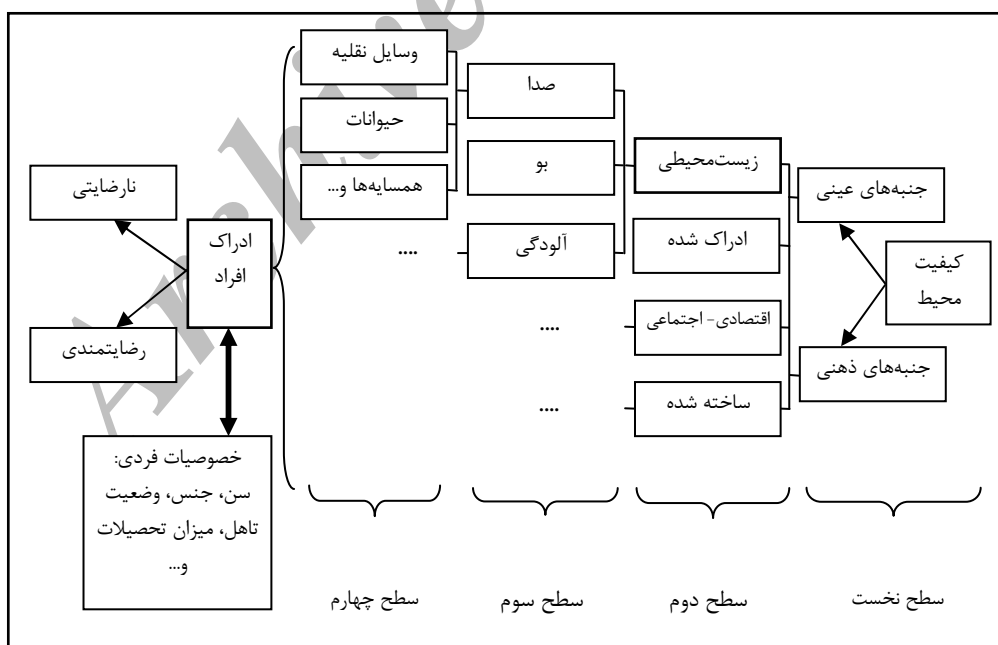 کیفیت
محیط
جنبه‌های عینی
جنبه‌های ذهنی
زیست‌محیطی
ادراک شده
اقتصادی- اجتماعی
ساخته شده
صدا
بو
آلودگی
....
....
وسایل نقلیه
حیوانات
همسایه‌ها و...
....
ادراک
افراد
نارضایتی
رضایتمندی
خصوصیات فردی:
سن، جنس، وضعیت
تاهل، میزان تحصیلات
و...
سطح نخست
سطح دوم
سطح سوم
سطح چهارم
Archive